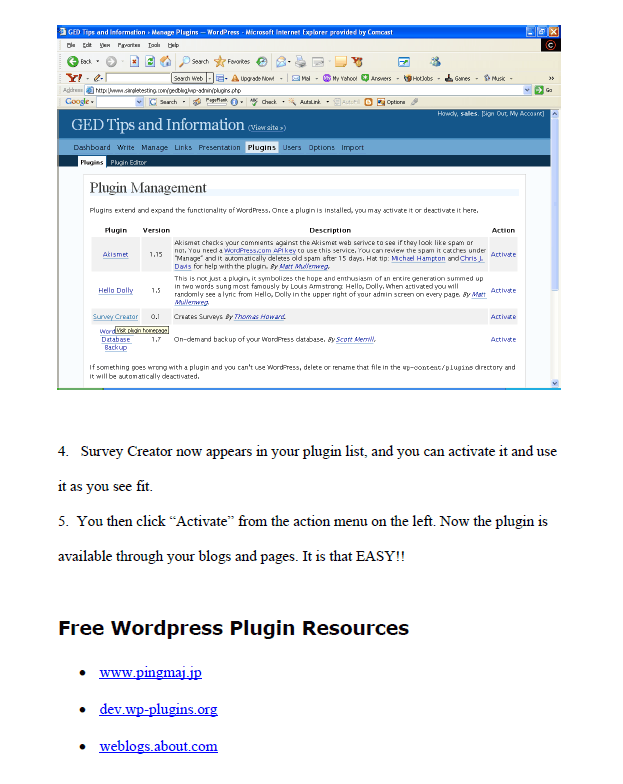 GED Tips and Information › Manage Plugins — WordPress - Microsoft Internet Explorer provided by Comcast
File Edit View Favorites Tools Help
Back Search Favorites
Y! Search Web Upgrade Now! Mail My Yahoo! Answers HotJobs Games Music »
Address http://www.simpletesting.com/gedblog/wp-admin/plugins.php Go
Google Search PageRank Check AutoLink AutoFill Options
GED Tips and Information (View site »)
Howdy, sales. [Sign Out, My Account]
Dashboard Write Manage Links Presentation Plugins Users Options Import
Plugins Plugin Editor
Plugin Management
Plugins extend and expand the functionality of WordPress. Once a plugin is installed, you may activate it or deactivate it here.
Plugin Version Description Action
Akismet checks your comments against the Akismet web serivce to see if they look like spam or
not. You need a WordPress.com API key to use this service. You can review the spam it catches under
Akismet 1.15 "Manage" and it automatically deletes old spam after 15 days. Hat tip: Michael Hampton and Chris J. Activate
Davis for help with the plugin. By Matt Mullenweg.
This is not just a plugin, it symbolizes the hope and enthusiasm of an entire generation summed up
in two words sung most famously by Louis Armstrong: Hello, Dolly. When activated you will
Hello Dolly 1.5 randomly see a lyric from Hello, Dolly in the upper right of your admin screen on every page. By Matt Activate
Mullenweg.
Survey Creator 0.1 Creates Surveys By Thomas Howard. Activate
Word Visit plugin homepage
Database 1.7 On-demand backup of your WordPress database. By Scott Merrill. Activate
Backup
If something goes wrong with a plugin and you can't use WordPress, delete or rename that file in the wp-content/plugins directory and
it will be automatically deactivated.
4. Survey Creator now appears in your plugin list, and you can activate it and use
it as you see fit.
5. You then click “Activate” from the action menu on the left. Now the plugin is
available through your blogs and pages. It is that EASY!!
Free Wordpress Plugin Resources
• www.pingmaj.jp
• dev.wp-plugins.org
• weblogs.about.com